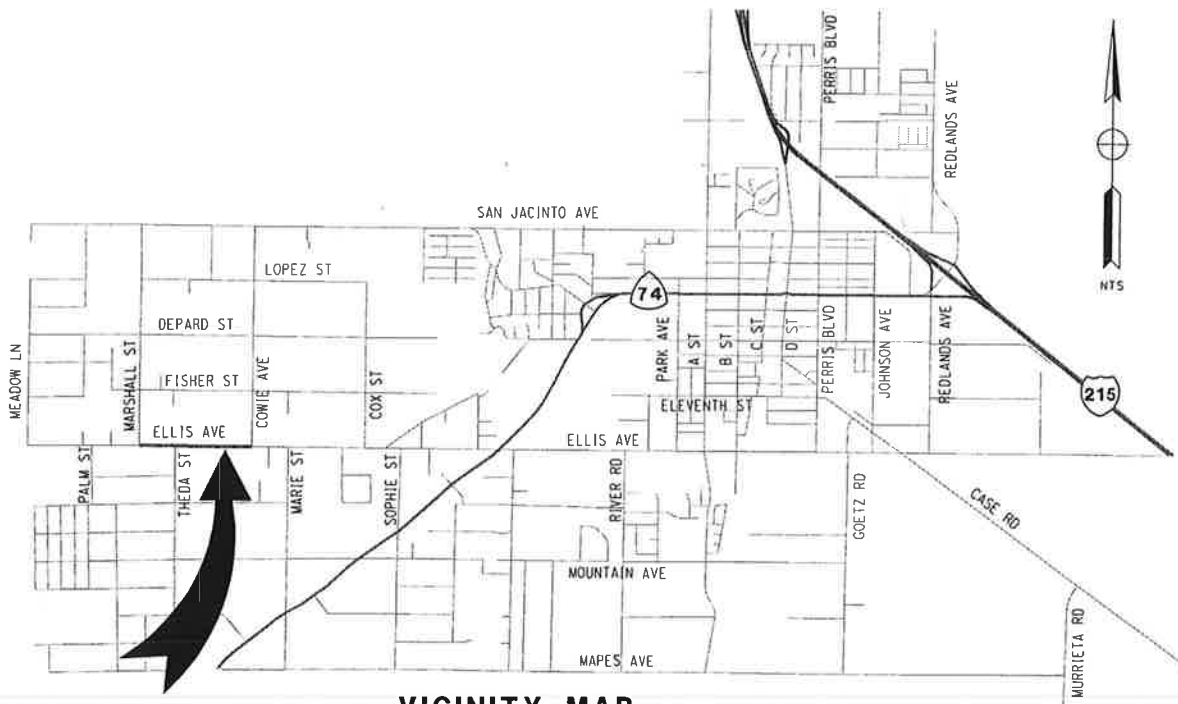 PERRIS BLVD
REDLANDS AVE
NTS
SAN JACINTO AVE
LOPEZ ST
74
DEPARD ST
MEADOW LN
MARSHALL ST
FISHER ST
COWIE AVE
COX ST
ELLIS AVE
PARK AVE
A ST
B ST
C ST
D ST
PERRIS BLVD
JOHNSON AVE
REDLANDS AVE
215
ELEVENTH ST
ELLIS AVE
PALM ST
THEDA ST
MARIE ST
SOPHIE ST
RIVER RD
GOETZ RD
CASE RD
MOUNTAIN AVE
MAPES AVE
MURRIETA RD
VICINITY MAP